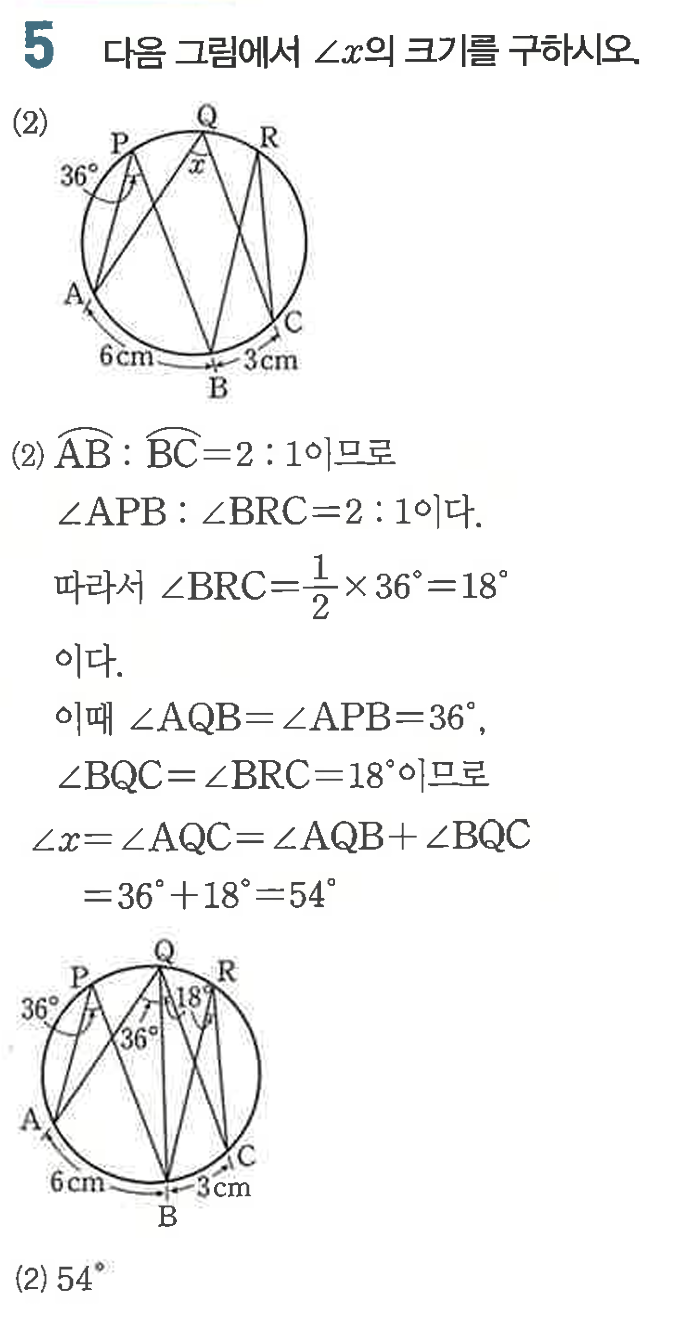 5 다음 그림에서 ∠x의 크기를 구하시오.
(2)
Q
P
R
36°
x
A
C
6cm
3cm
B
(2) AB : BC=2 : 1이므로
∠APB : ∠BRC=2 : 1이다.
따라서 ∠BRC=1/2×36°=18°
이다.
이때 ∠AQB=∠APB=36°,
∠BQC=∠BRC=18°이므로
∠x=∠AQC=∠AQB+∠BQC
=36°+18°=54°
Q
P
R
36°
18°
36°
A
C
6cm
3cm
B
(2) 54°